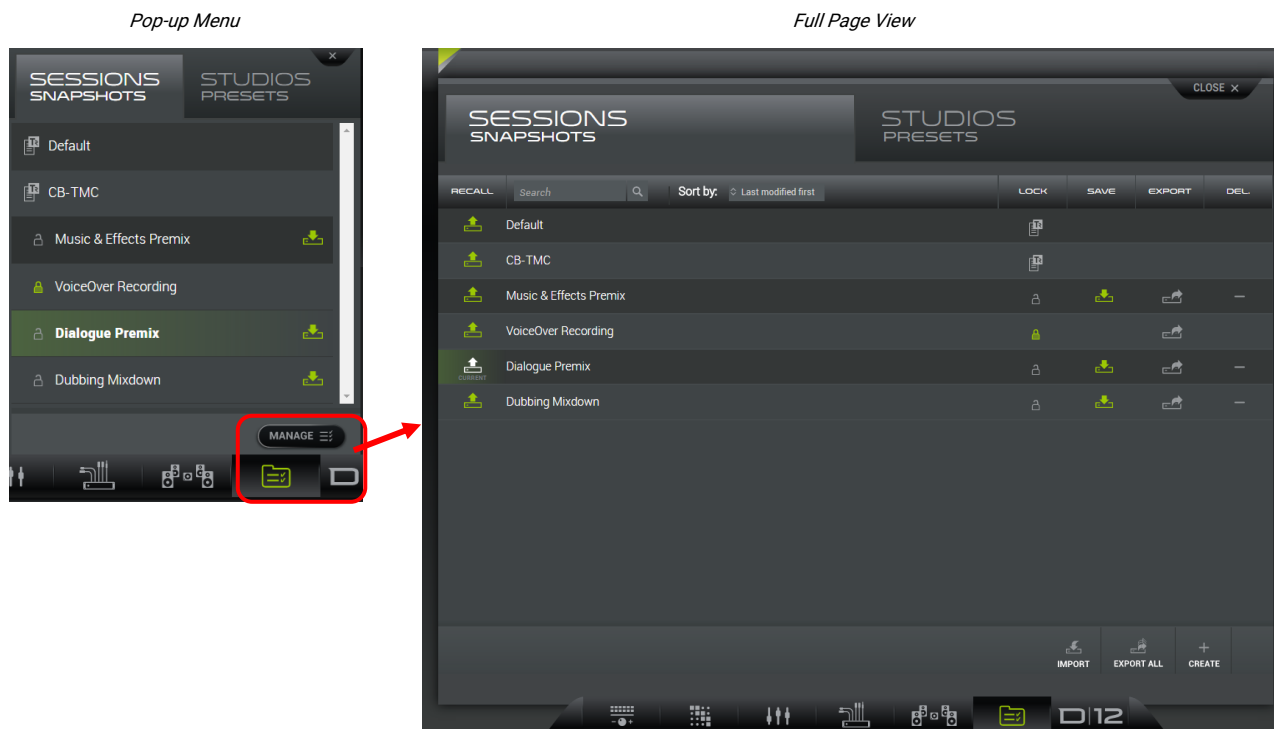 Pop-up Menu
Full Page View
SESSIONS
SNAPSHOTS
STUDIOS
PRESETS
Default
CB-TMC
Music & Effects Premix
VoiceOver Recording
Dialogue Premix
Dubbing Mixdown
MANAGE
D
CLOSE ×
SESSIONS
SNAPSHOTS
STUDIOS
PRESETS
RECALL Search Sort by: Last modified first LOCK SAVE EXPORT DEL.
Default
CB-TMC
Music & Effects Premix
VoiceOver Recording
Dialogue Premix
CURRENT
Dubbing Mixdown
IMPORT EXPORT ALL CREATE
D|12